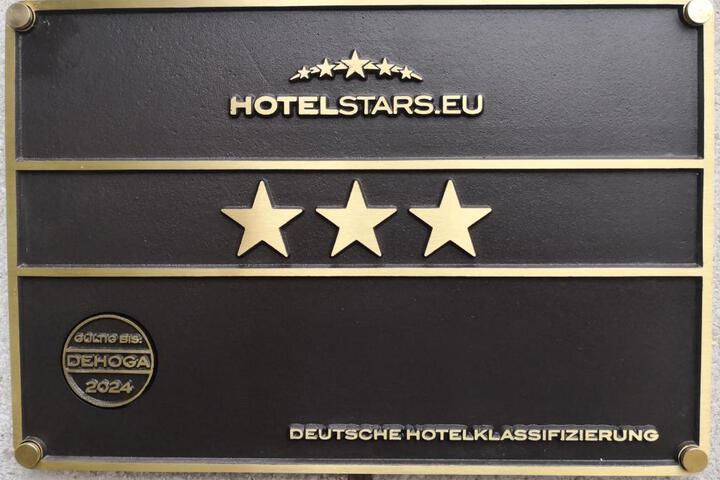 HOTELSTARS.EU
GÜLTIG BIS:
DEHOGA
2024
DEUTSCHE HOTELKLASSIFIZIERUNG